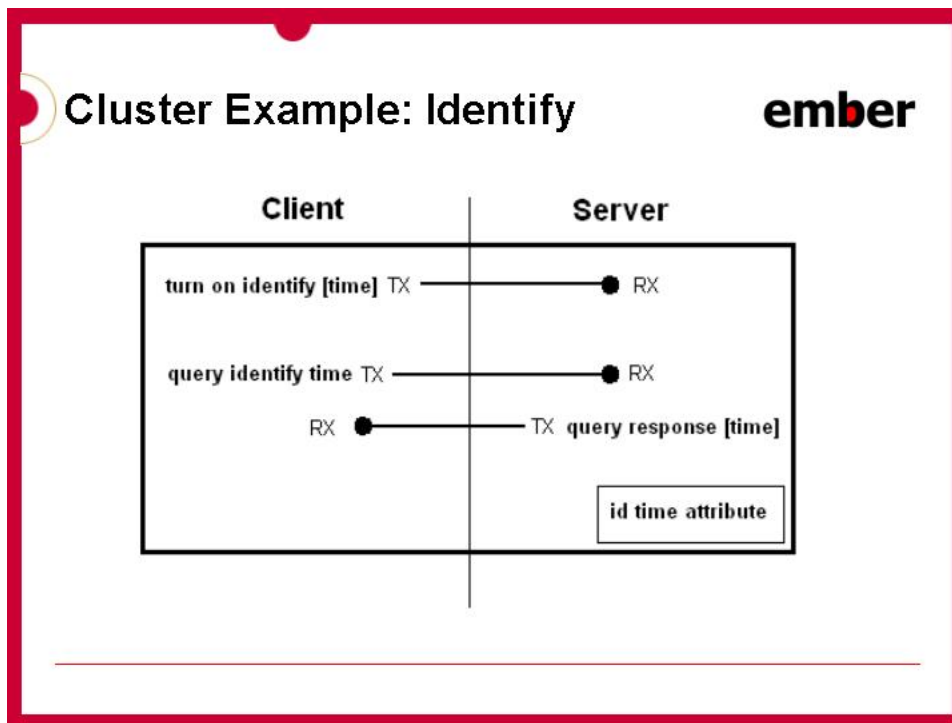 Cluster Example: Identify
ember
Client
Server
turn on identify [time] TX
RX
query identify time TX
RX
RX
TX query response [time]
id time attribute